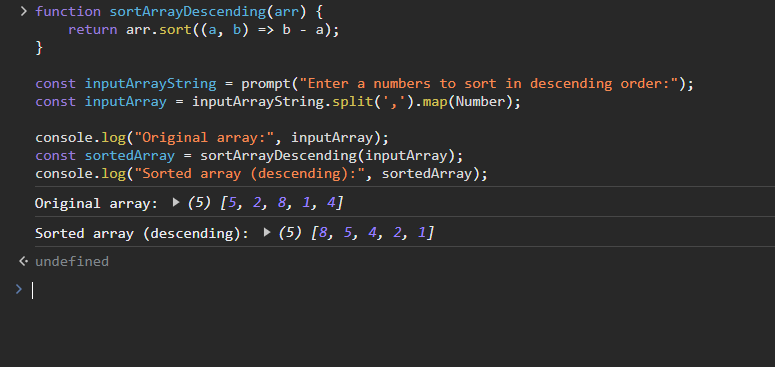 function sortArrayDescending(arr) {
    return arr.sort((a, b) => b - a);
}
const inputArrayString = prompt("Enter a numbers to sort in descending order:");
const inputArray = inputArrayString.split(',').map(Number);
console.log("Original array:", inputArray);
const sortedArray = sortArrayDescending(inputArray);
console.log("Sorted array (descending):", sortedArray);
Original array: ▶ (5) [5, 2, 8, 1, 4]
Sorted array (descending): ▶ (5) [8, 5, 4, 2, 1]
undefined